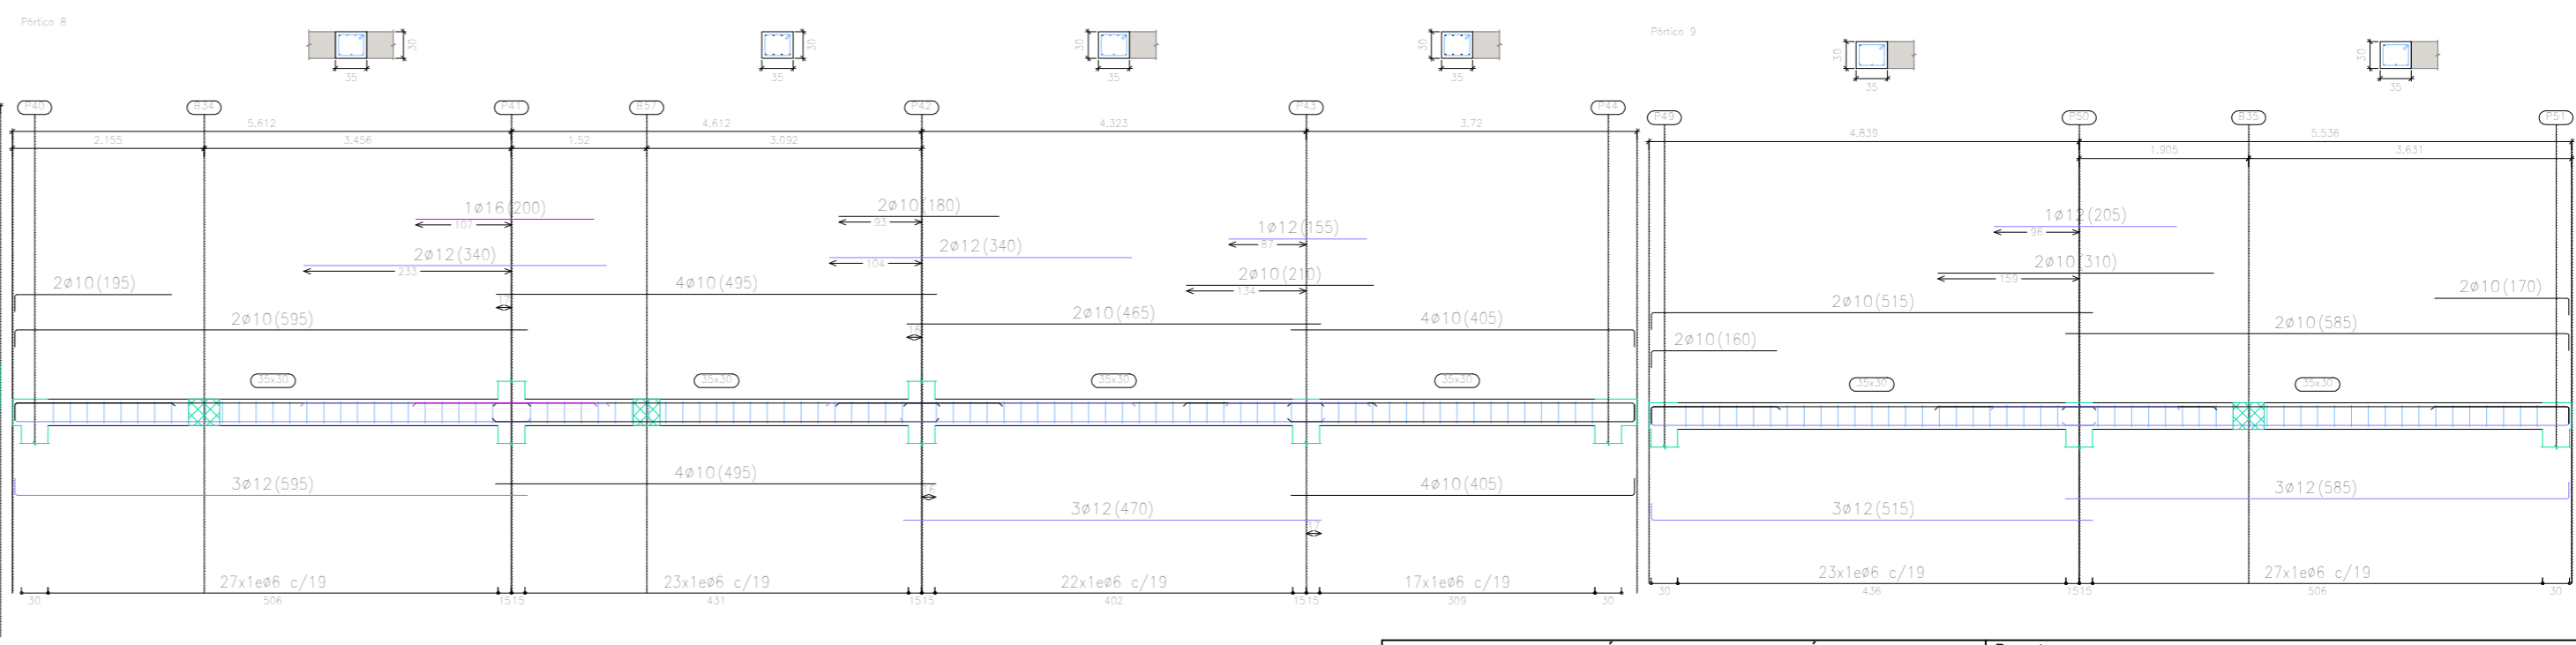 Pórtico 8
Pórtico 9
30 30 30 30 30 30
35 35 35 35 35 35
P40 B34 P41 B57 P42 P43 P44
P49 P50 B35 P51
5.612 4.612 4.323 3.72
4.839 5.536
2.155 3.456 1.52 3.092
1.905 3.631
1ø16(200) 2ø10(180)
107 93
1ø12(155) 1ø12(205)
87 96
2ø12(340) 2ø12(340)
233 104
2ø10(210) 2ø10(310)
134 159
2ø10(195) 4ø10(495) 2ø10(515) 2ø10(170)
17
2ø10(595) 2ø10(465) 4ø10(405) 2ø10(585)
16
2ø10(160)
35x30 35x30 35x30 35x30 35x30 35x30
3ø12(595) 4ø10(495) 4ø10(405) 3ø12(585)
16
3ø12(470) 3ø12(515)
17
27x1eø6 c/19 23x1eø6 c/19 22x1eø6 c/19 17x1eø6 c/19 23x1eø6 c/19 27x1eø6 c/19
30 506 1515 431 1515 402 1515 309 30
30 436 1515 506 30